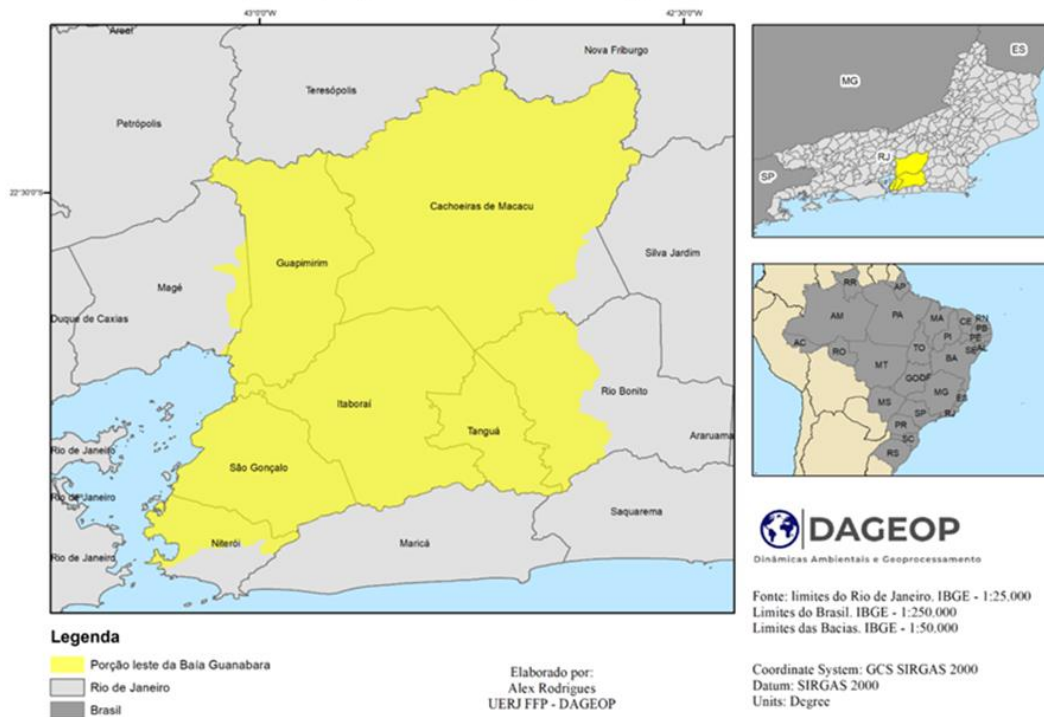 43°0'0"W
42°30'0"W
Areel
Nova Friburgo
Teresópolis
Petrópolis
22°30'0"S
Cachoeiras de Macacu
Guapimirim
Silva Jardim
Magé
Duque de Caxias
Rio Bonito
Itaboraí
Tanguá
Araruama
Rio de Janeiro
São Gonçalo
Rio de Janeiro
Saquarema
Niterói
Maricá
Rio de Janeiro
ES
MG
RJ
SP
RR
AP
AM
PA
MA
CE
RN
PB
PE
AL
SE
PI
AC
RO
TO
BA
MT
GO
DF
MG
ES
MS
SP
RJ
PR
SC
RS
DAGEOP
Dinâmicas Ambientais e Geoprocessamento
Fonte: limites do Rio de Janeiro. IBGE - 1:25.000
Limites do Brasil. IBGE - 1:250.000
Limites das Bacias. IBGE - 1:50.000
Coordinate System: GCS SIRGAS 2000
Datum: SIRGAS 2000
Units: Degree
Legenda
Porção leste da Baía Guanabara
Rio de Janeiro
Brasil
Elaborado por:
Alex Rodrigues
UERJ FFP - DAGEOP